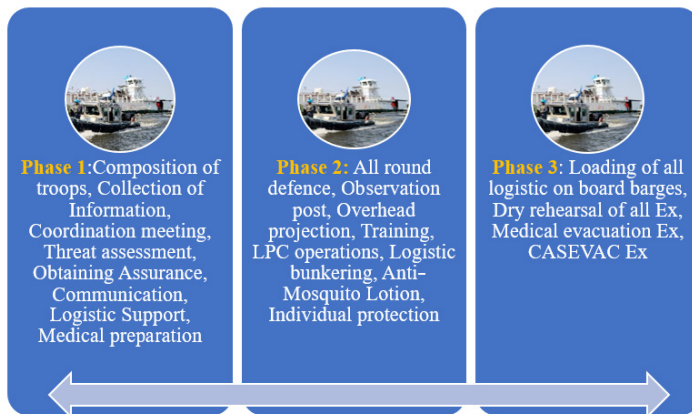 Phase 1:Composition of
troops, Collection of
Information,
Coordination meeting,
Threat assessment,
Obtaining Assurance,
Communication,
Logistic Support,
Medical preparation
Phase 2: All round
defence, Observation
post, Overhead
projection, Training,
LPC operations, Logistic
bunkering, Anti-
Mosquito Lotion,
Individual protection
Phase 3: Loading of all
logistic on board barges,
Dry rehearsal of all Ex,
Medical evacuation Ex,
CASEVAC Ex